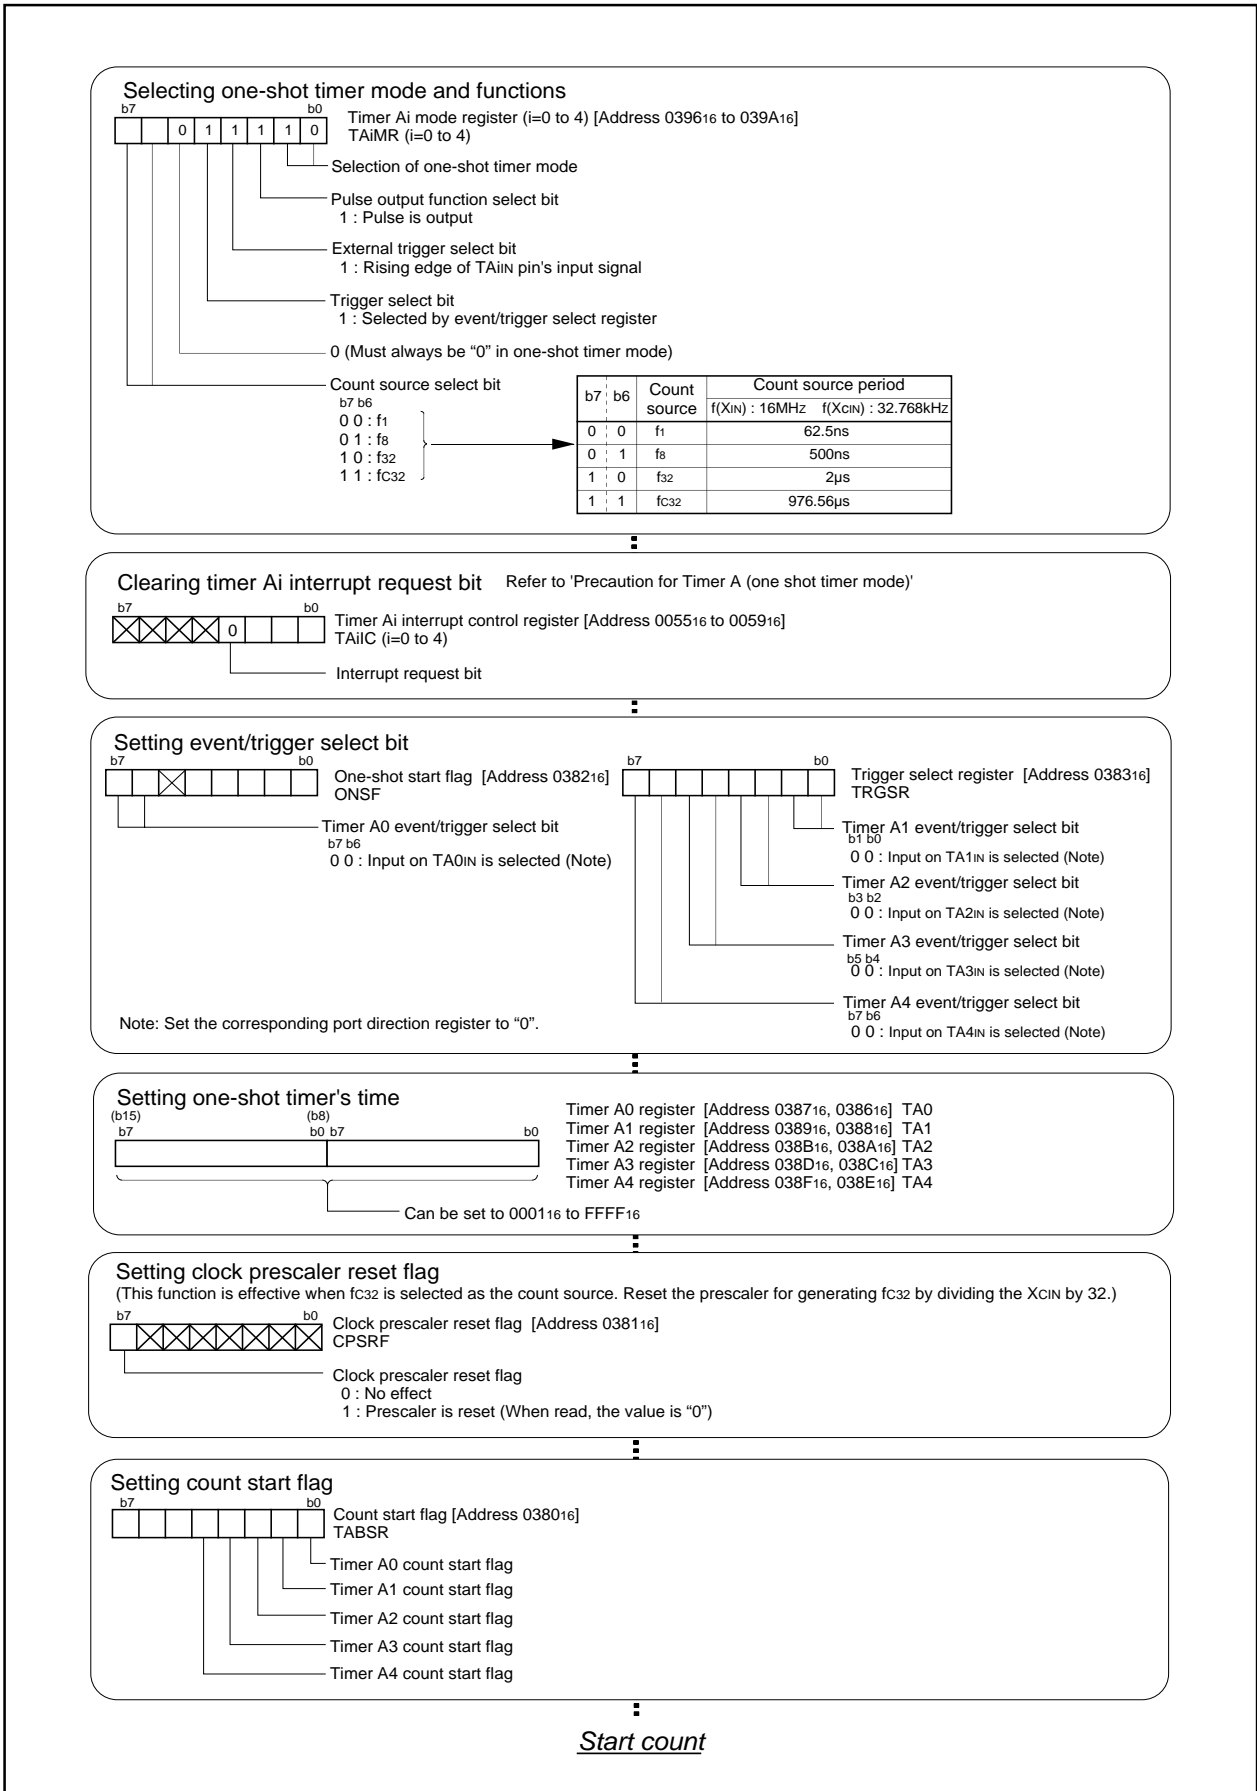 Selecting one-shot timer mode and functions
b7 b0
0 1 1 1 1 0
Timer Ai mode register (i=0 to 4) [Address 039616 to 039A16]
TAiMR (i=0 to 4)
Selection of one-shot timer mode
Pulse output function select bit
1 : Pulse is output
External trigger select bit
1 : Rising edge of TAiIN pin's input signal
Trigger select bit
1 : Selected by event/trigger select register
0 (Must always be “0” in one-shot timer mode)
Count source select bit
b7 b6
0 0 : f1
0 1 : f8
1 0 : f32
1 1 : fC32
b7 b6 Count source Count source period
f(XIN) : 16MHz f(XCIN) : 32.768kHz
0 0 f1 62.5ns
0 1 f8 500ns
1 0 f32 2µs
1 1 fC32 976.56µs
Clearing timer Ai interrupt request bit Refer to 'Precaution for Timer A (one shot timer mode)'
b7 b0
0
Timer Ai interrupt control register [Address 005516 to 005916]
TAiIC (i=0 to 4)
Interrupt request bit
Setting event/trigger select bit
b7 b0
One-shot start flag [Address 038216]
ONSF
Timer A0 event/trigger select bit
b7 b6
0 0 : Input on TA0IN is selected (Note)
b7 b0
Trigger select register [Address 038316]
TRGSR
Timer A1 event/trigger select bit
b1 b0
0 0 : Input on TA1IN is selected (Note)
Timer A2 event/trigger select bit
b3 b2
0 0 : Input on TA2IN is selected (Note)
Timer A3 event/trigger select bit
b5 b4
0 0 : Input on TA3IN is selected (Note)
Timer A4 event/trigger select bit
b7 b6
0 0 : Input on TA4IN is selected (Note)
Note: Set the corresponding port direction register to “0”.
Setting one-shot timer's time
(b15) (b8)
b7 b0 b7 b0
Timer A0 register [Address 038716, 038616] TA0
Timer A1 register [Address 038916, 038816] TA1
Timer A2 register [Address 038B16, 038A16] TA2
Timer A3 register [Address 038D16, 038C16] TA3
Timer A4 register [Address 038F16, 038E16] TA4
Can be set to 000116 to FFFF16
Setting clock prescaler reset flag
(This function is effective when fC32 is selected as the count source. Reset the prescaler for generating fC32 by dividing the XCIN by 32.)
b7 b0
Clock prescaler reset flag [Address 038116]
CPSRF
Clock prescaler reset flag
0 : No effect
1 : Prescaler is reset (When read, the value is “0”)
Setting count start flag
b7 b0
Count start flag [Address 038016]
TABSR
Timer A0 count start flag
Timer A1 count start flag
Timer A2 count start flag
Timer A3 count start flag
Timer A4 count start flag
Start count